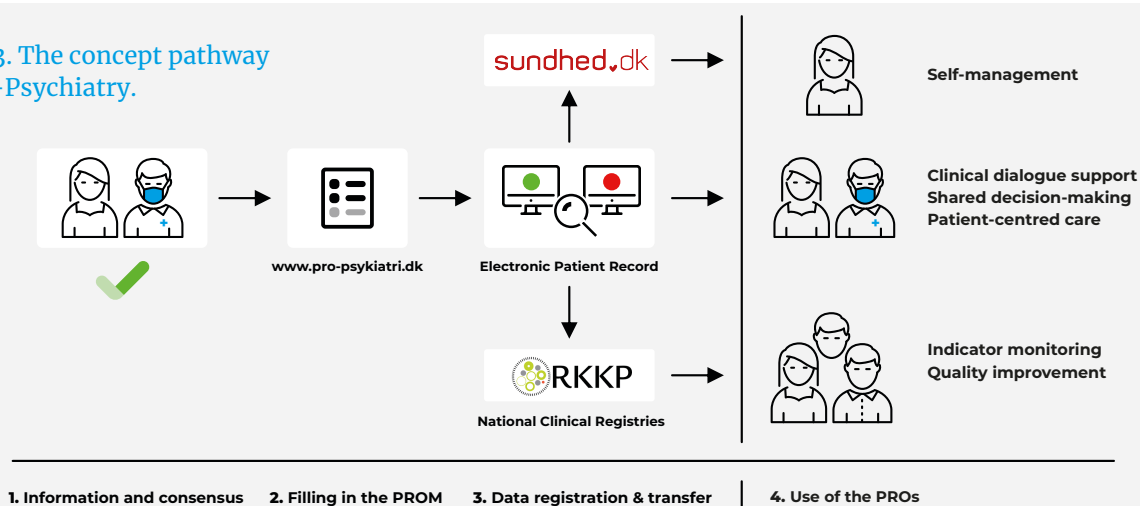 3. The concept pathway
-Psychiatry.
sundhed.dk
Self-management
Clinical dialogue support
Shared decision-making
Patient-centred care
www.pro-psykiatri.dk
Electronic Patient Record
RKKP
National Clinical Registries
Indicator monitoring
Quality improvement
1. Information and consensus
2. Filling in the PROM
3. Data registration & transfer
4. Use of the PROs